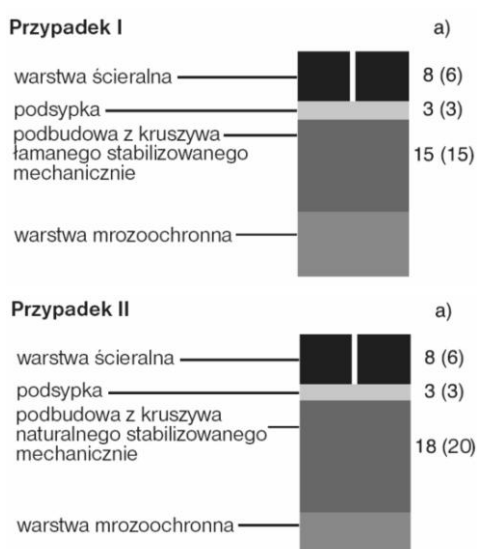 Przypadek I a)
warstwa ścieralna 8 (6)
podsypka 3 (3)
podbudowa z kruszywa
łamanego stabilizowanego 15 (15)
mechanicznie
warstwa mrozoochronna
Przypadek II a)
warstwa ścieralna 8 (6)
podsypka 3 (3)
podbudowa z kruszywa
naturalnego stabilizowanego 18 (20)
mechanicznie
warstwa mrozoochronna